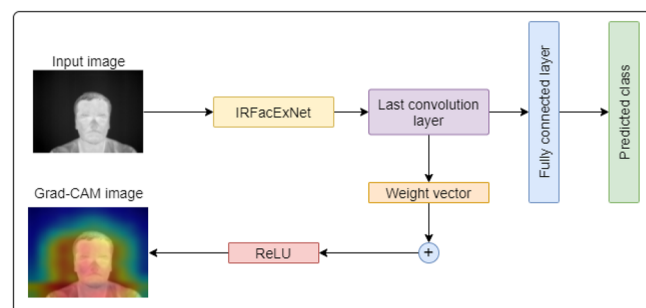 Input image
IRFacExNet
Last convolution
layer
Fully connected layer
Predicted class
Weight vector
Grad-CAM image
ReLU
+